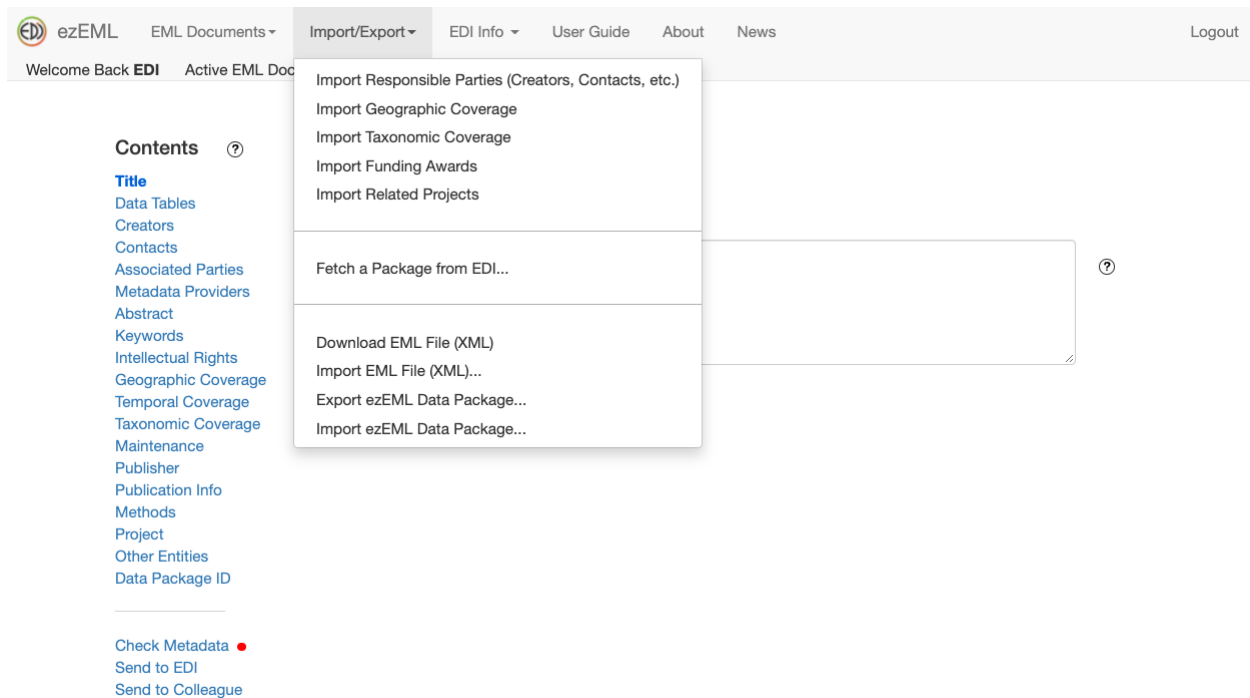 EDI ezEML EML Documents Import/Export EDI Info User Guide About News Logout
Welcome Back EDI Active EML Doc
Import Responsible Parties (Creators, Contacts, etc.)
Import Geographic Coverage
Import Taxonomic Coverage
Import Funding Awards
Import Related Projects
Fetch a Package from EDI...
Download EML File (XML)
Import EML File (XML)...
Export ezEML Data Package...
Import ezEML Data Package...
Contents ?
Title
Data Tables
Creators
Contacts
Associated Parties
Metadata Providers
Abstract
Keywords
Intellectual Rights
Geographic Coverage
Temporal Coverage
Taxonomic Coverage
Maintenance
Publisher
Publication Info
Methods
Project
Other Entities
Data Package ID
Check Metadata
Send to EDI
Send to Colleague
?